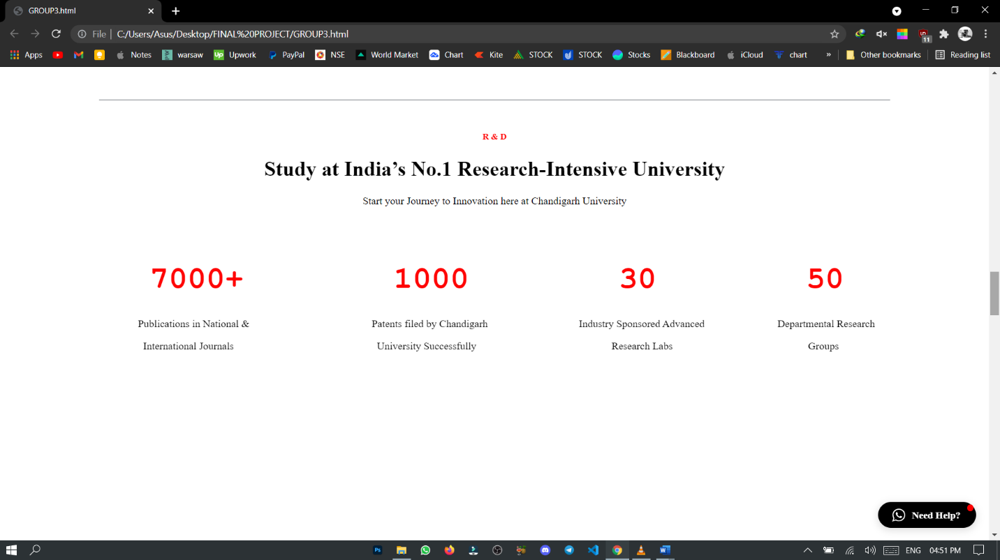 GROUP3.html
File | C:/Users/Asus/Desktop/FINAL%20PROJECT/GROUP3.html
11
Apps Notes warsaw Up Upwork PayPal NSE World Market Chart Kite STOCK STOCK Stocks Blackboard iCloud chart » Other bookmarks Reading list
R & D
Study at India’s No.1 Research-Intensive University
Start your Journey to Innovation here at Chandigarh University
7000+ 1000 30 50
Publications in National & Patents filed by Chandigarh Industry Sponsored Advanced Departmental Research
International Journals University Successfully Research Labs Groups
Need Help?
Ps W ENG 04:51 PM